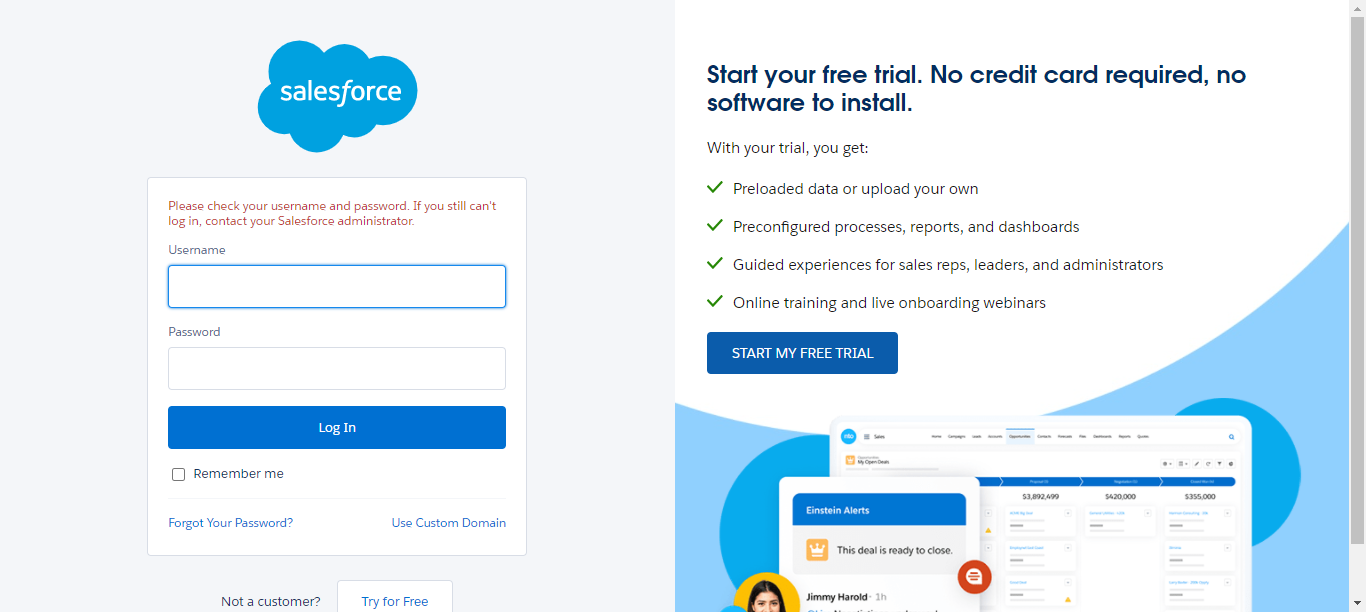 salesforce
Please check your username and password. If you still can't
log in, contact your Salesforce administrator.
Username
Password
Log In
Remember me
Forgot Your Password?
Use Custom Domain
Not a customer?
Try for Free
Start your free trial. No credit card required, no
software to install.
With your trial, you get:
Preloaded data or upload your own
Preconfigured processes, reports, and dashboards
Guided experiences for sales reps, leaders, and administrators
Online training and live onboarding webinars
START MY FREE TRIAL
Sales
Home Campaigns Leads Accounts Opportunities Contacts Forecasts Files Dashboards Reports Quotes
Opportunities
My Open Deals
$3,892,499
$420,000
$355,000
Einstein Alerts
This deal is ready to close.
Jimmy Harold · 1h